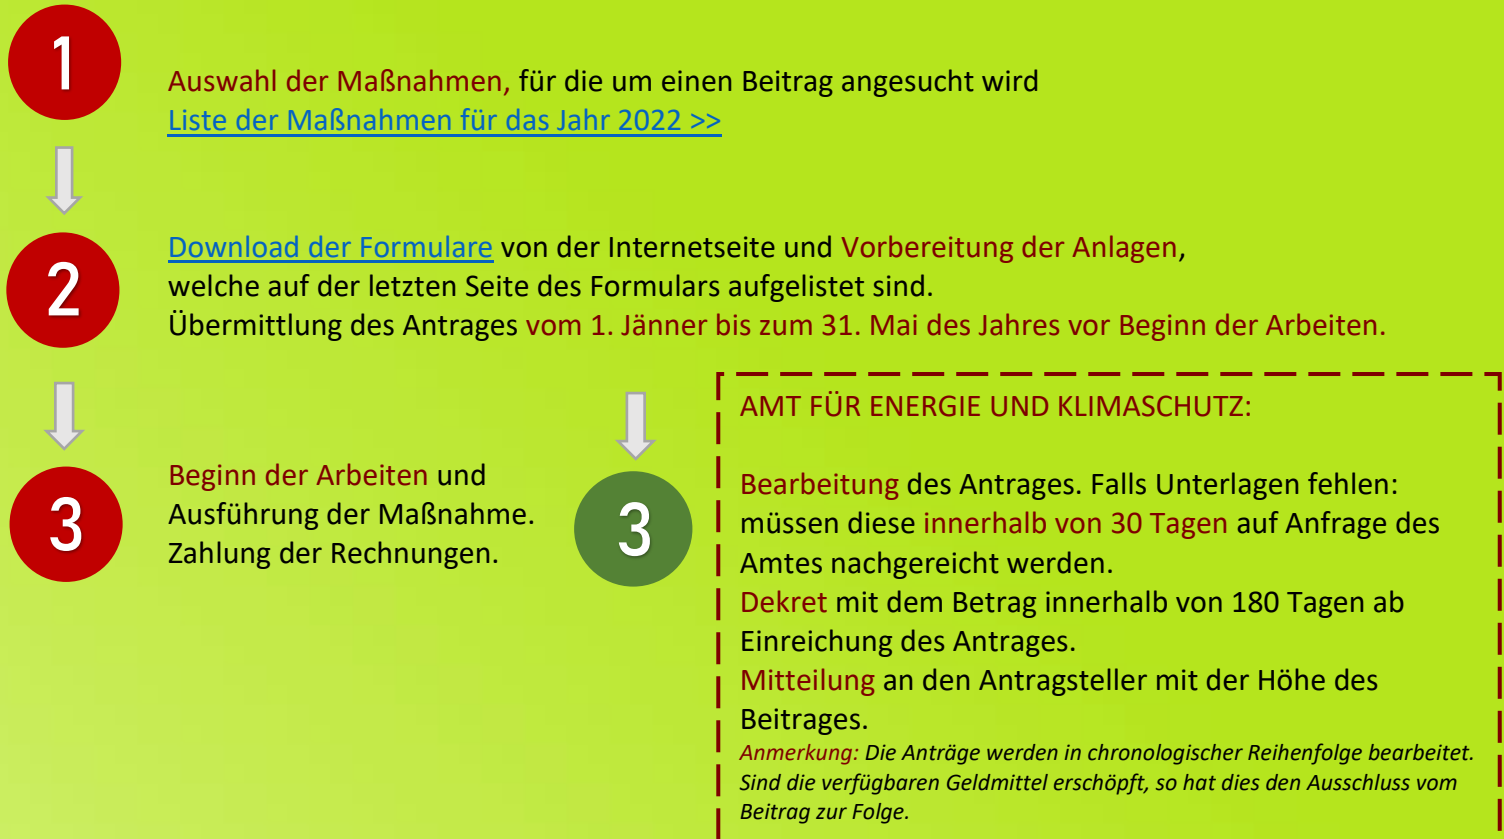 1
Auswahl der Maßnahmen, für die um einen Beitrag angesucht wird
Liste der Maßnahmen für das Jahr 2022 >>
2
Download der Formulare von der Internetseite und Vorbereitung der Anlagen,
welche auf der letzten Seite des Formulars aufgelistet sind.
Übermittlung des Antrages vom 1. Jänner bis zum 31. Mai des Jahres vor Beginn der Arbeiten.
3
Beginn der Arbeiten und
Ausführung der Maßnahme.
Zahlung der Rechnungen.
3
AMT FÜR ENERGIE UND KLIMASCHUTZ:
Bearbeitung des Antrages. Falls Unterlagen fehlen:
müssen diese innerhalb von 30 Tagen auf Anfrage des
Amtes nachgereicht werden.
Dekret mit dem Betrag innerhalb von 180 Tagen ab
Einreichung des Antrages.
Mitteilung an den Antragsteller mit der Höhe des
Beitrages.
Anmerkung: Die Anträge werden in chronologischer Reihenfolge bearbeitet.
Sind die verfügbaren Geldmittel erschöpft, so hat dies den Ausschluss vom
Beitrag zur Folge.